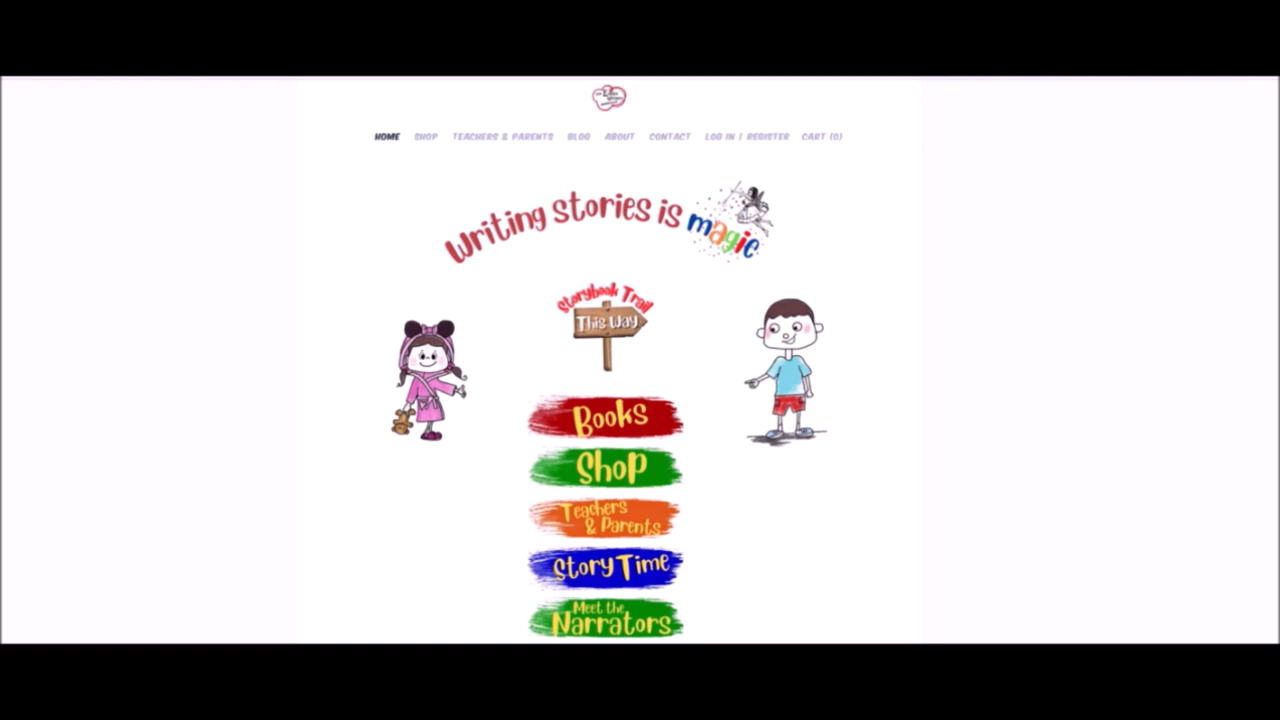 HOME SHOP TEACHERS & PARENTS BLOG ABOUT CONTACT LOG IN | REGISTER CART (0)
Writing stories is magic
Storybook Trail
This Way
Books
Shop
Teachers
& Parents
Story Time
Meet the
Narrators